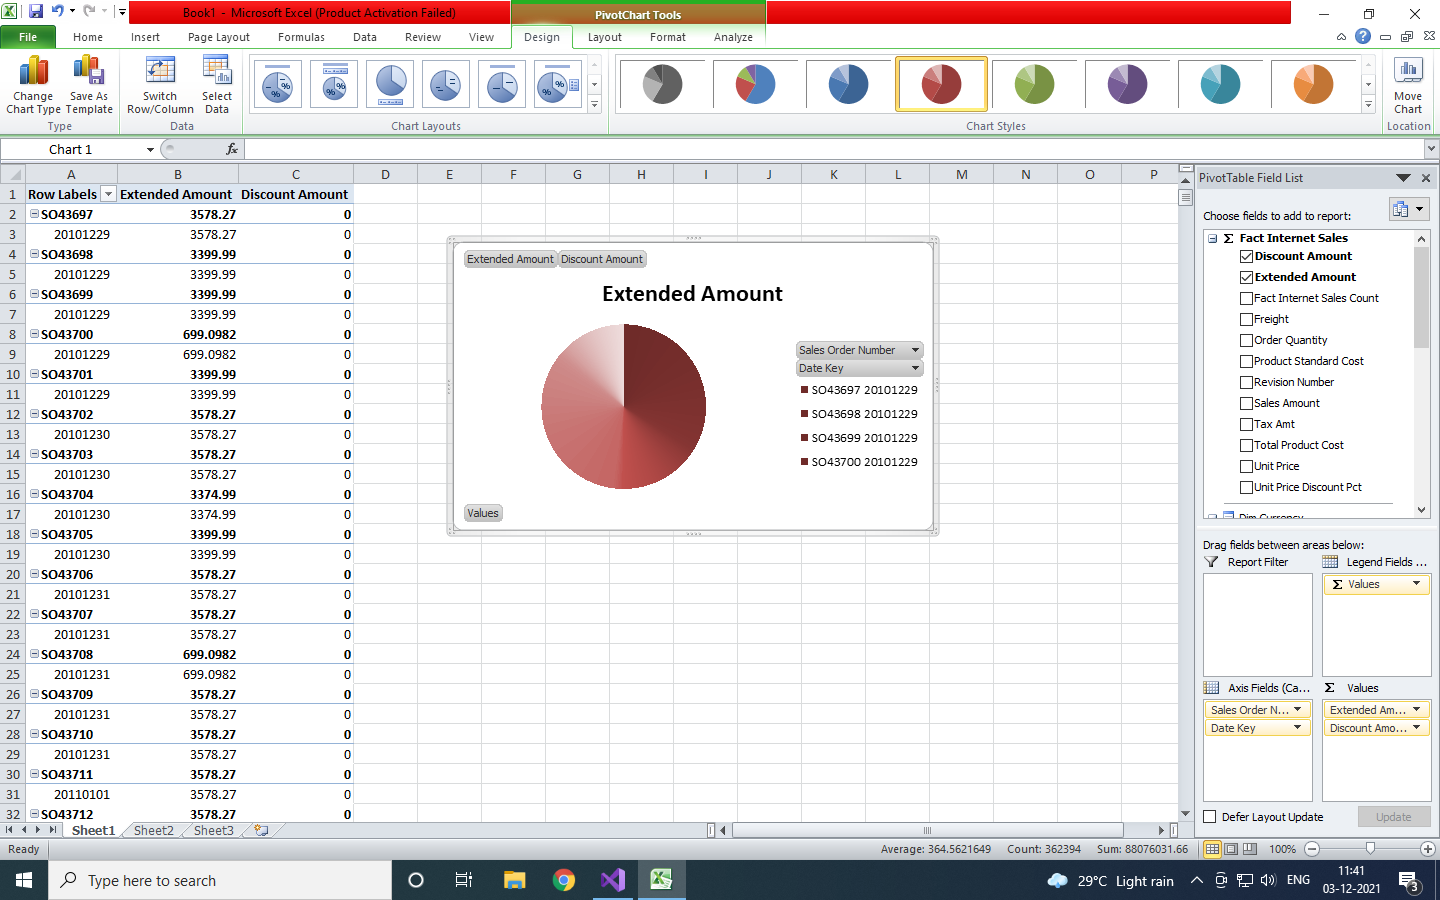 Book1 - Microsoft Excel (Product Activation Failed)
PivotChart Tools
File Home Insert Page Layout Formulas Data Review View Design Layout Format Analyze
Change Chart Type
Save As Template
Switch Row/Column
Select Data
Move Chart
Type Data Chart Layouts Chart Styles Location
Chart 1
fx
A B C D E F G H I J K L M N O P
1 Row Labels Extended Amount Discount Amount
2 SO43697 3578.27 0
3 20101229 3578.27 0
4 SO43698 3399.99 0
5 20101229 3399.99 0
6 SO43699 3399.99 0
7 20101229 3399.99 0
8 SO43700 699.0982 0
9 20101229 699.0982 0
10 SO43701 3399.99 0
11 20101229 3399.99 0
12 SO43702 3578.27 0
13 20101230 3578.27 0
14 SO43703 3578.27 0
15 20101230 3578.27 0
16 SO43704 3374.99 0
17 20101230 3374.99 0
18 SO43705 3399.99 0
19 20101230 3399.99 0
20 SO43706 3578.27 0
21 20101231 3578.27 0
22 SO43707 3578.27 0
23 20101231 3578.27 0
24 SO43708 699.0982 0
25 20101231 699.0982 0
26 SO43709 3578.27 0
27 20101231 3578.27 0
28 SO43710 3578.27 0
29 20101231 3578.27 0
30 SO43711 3578.27 0
31 20110101 3578.27 0
32 SO43712 3578.27 0
Extended Amount Discount Amount
Extended Amount
Sales Order Number
Date Key
SO43697 20101229
SO43698 20101229
SO43699 20101229
SO43700 20101229
Values
PivotTable Field List
Choose fields to add to report:
Σ Fact Internet Sales
Discount Amount
Extended Amount
Fact Internet Sales Count
Freight
Order Quantity
Product Standard Cost
Revision Number
Sales Amount
Tax Amt
Total Product Cost
Unit Price
Unit Price Discount Pct
Dim Currency
Drag fields between areas below:
Report Filter
Legend Fields ...
Σ Values
Axis Fields (Ca...
Σ Values
Sales Order N...
Date Key
Extended Am...
Discount Amo...
Defer Layout Update
Update
Sheet1 Sheet2 Sheet3
Ready
Average: 364.5621649 Count: 362394 Sum: 88076031.66
100%
Type here to search
29°C Light rain
ENG
11:41
03-12-2021
3